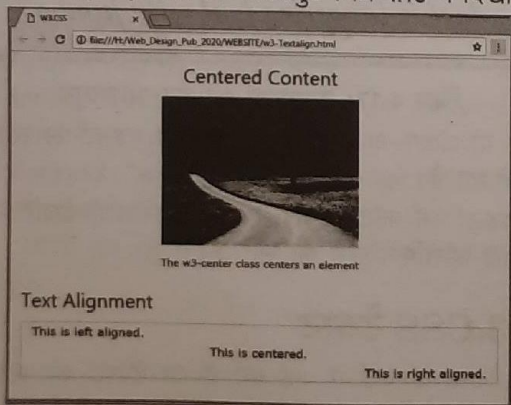 W3.CSS
file:///H:/Web_Design_Pub_2020/WEBSITE/w3-Textalign.html
Centered Content
The w3-center class centers an element
Text Alignment
This is left aligned.
This is centered.
This is right aligned.